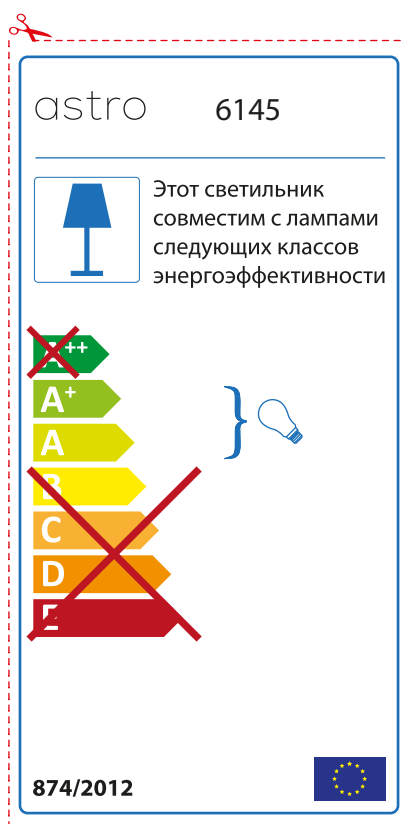 astro 6145
Этот светильник
совместим с лампами
следующих классов
энергоэффективности
A++
A+
A
B
C
D
E
874/2012